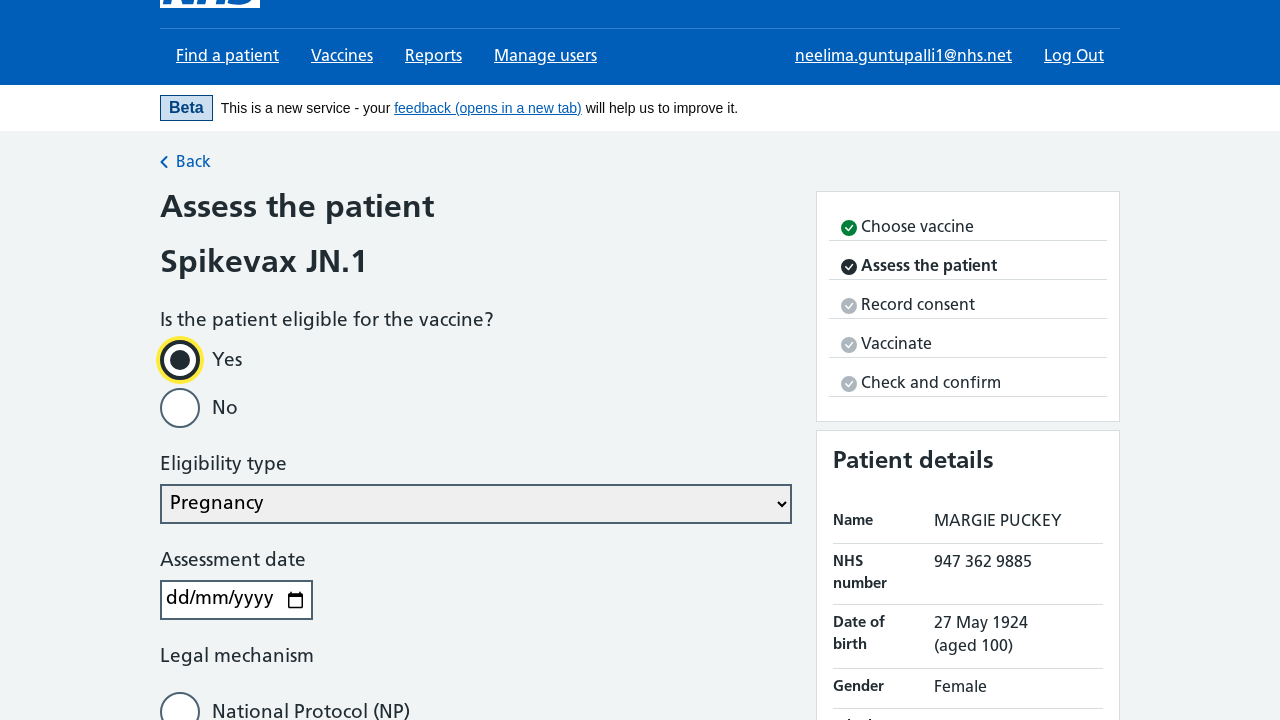 NHS
Find a patient
Vaccines
Reports
Manage users
neelima.guntupalli1@nhs.net
Log Out
Beta
This is a new service - your feedback (opens in a new tab) will help us to improve it.
Back
Assess the patient
Spikevax JN.1
Is the patient eligible for the vaccine?
Yes
No
Eligibility type
Pregnancy
Assessment date
dd/mm/yyyy
Legal mechanism
National Protocol (NP)
Choose vaccine
Assess the patient
Record consent
Vaccinate
Check and confirm
Patient details
Name
MARGIE PUCKEY
NHS
number
947 362 9885
Date of
birth
27 May 1924
(aged 100)
Gender
Female